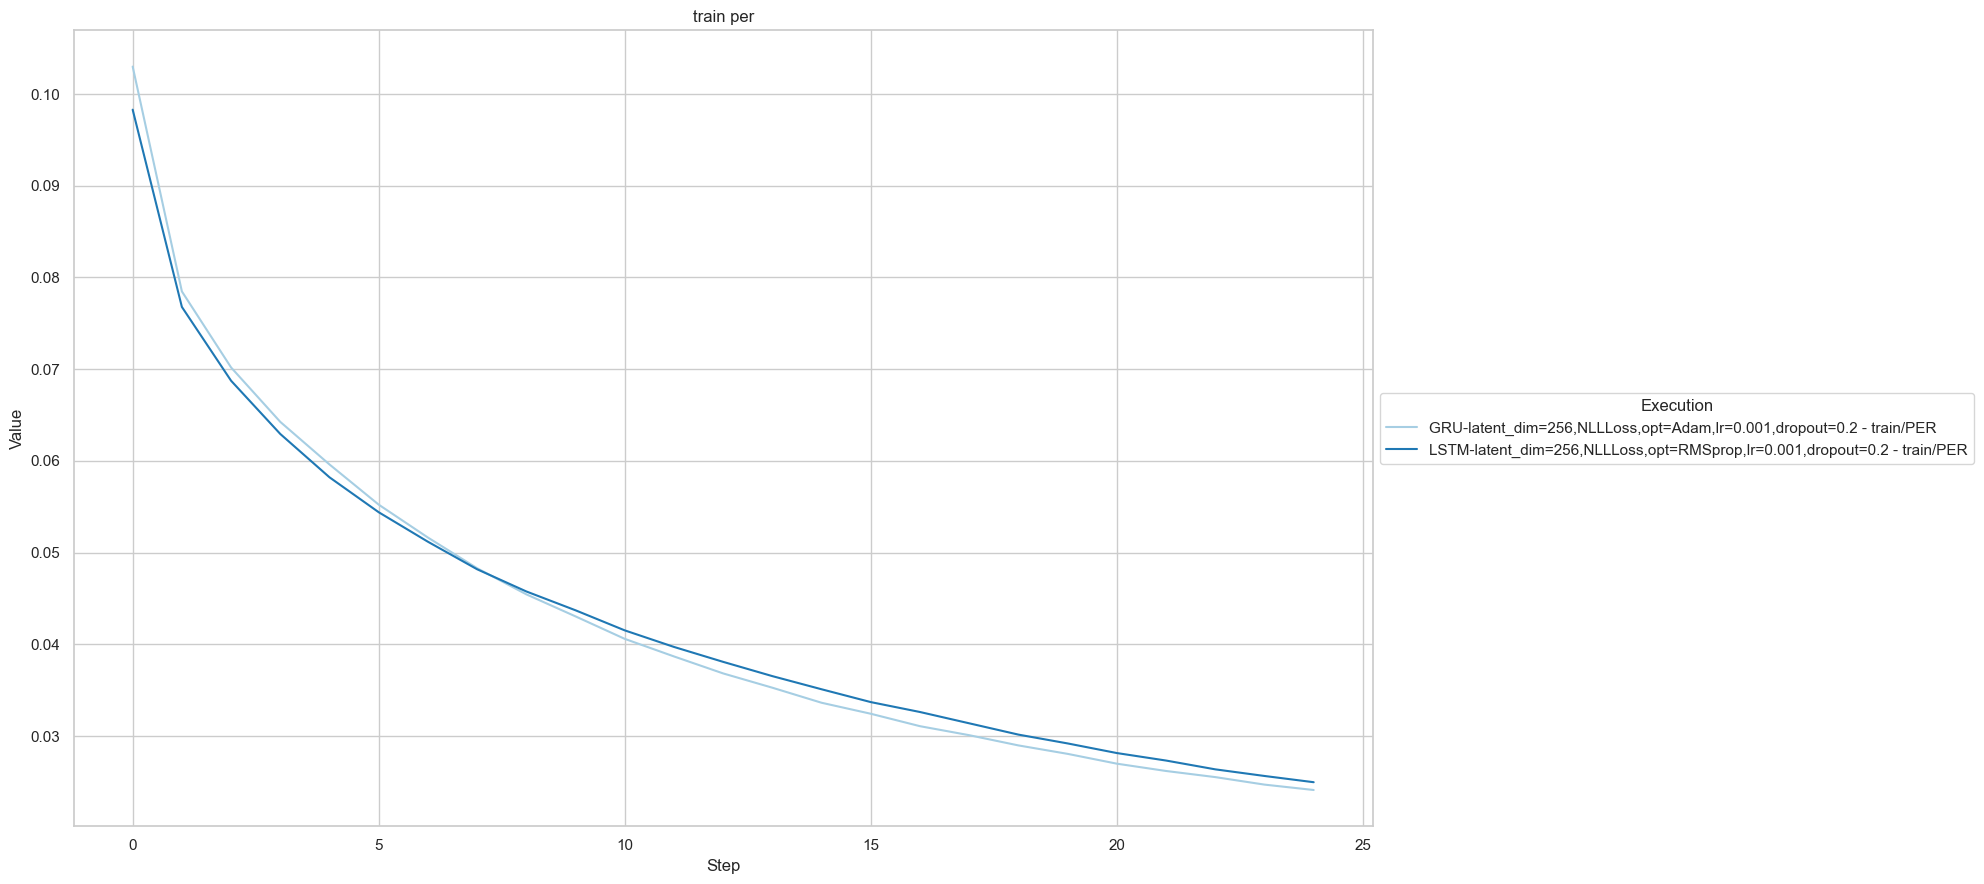 train per
Value
0.10
0.09
0.08
0.07
0.06
0.05
0.04
0.03
0 5 10 15 20 25
Step
Execution
GRU-latent_dim=256,NLLLoss,opt=Adam,lr=0.001,dropout=0.2 - train/PER
LSTM-latent_dim=256,NLLLoss,opt=RMSprop,lr=0.001,dropout=0.2 - train/PER